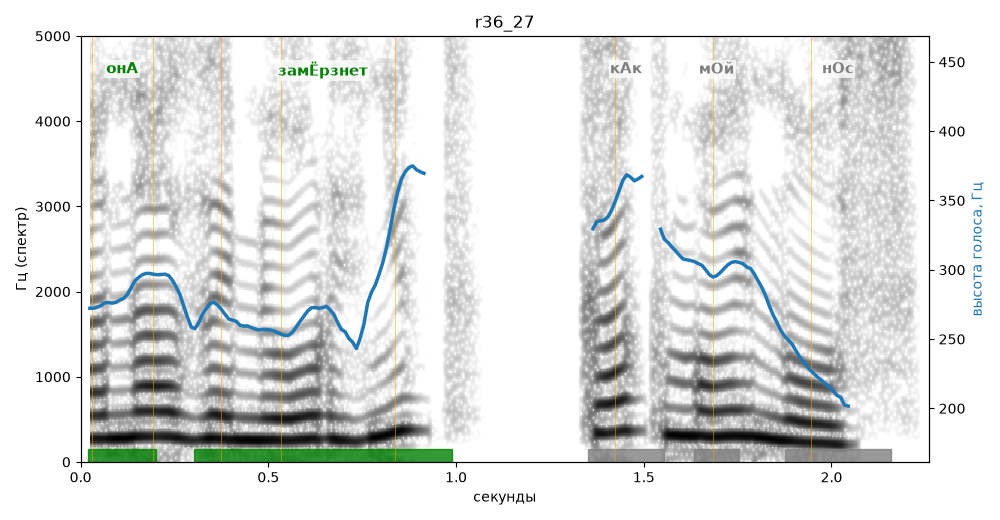 r36_27
онА замЁрзнет кАк мОй нОс
5000 450
4000 400
3000 350
2000 300
1000 250
0 200
0.0 0.5 1.0 1.5 2.0
секунды
Гц (спектр)
высота голоса, Гц